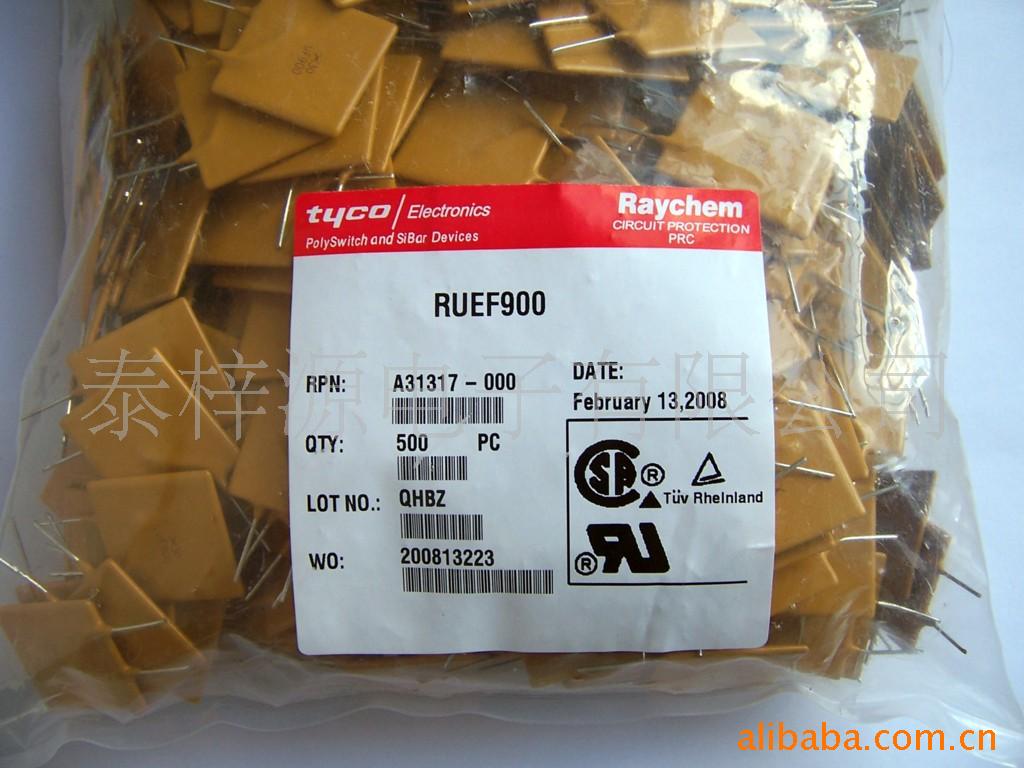 tyco / Electronics
PolySwitch and SiBar Devices
Raychem
CIRCUIT PROTECTION
PRC
RUEF900
RPN: A31317-000
QTY: 500 PC
LOT NO.: QHBZ
WO: 200813223
DATE:
February 13,2008
CSA ®
Tüv Rheinland
® RU
泰梓源电子有限公司
alibaba.com.cn